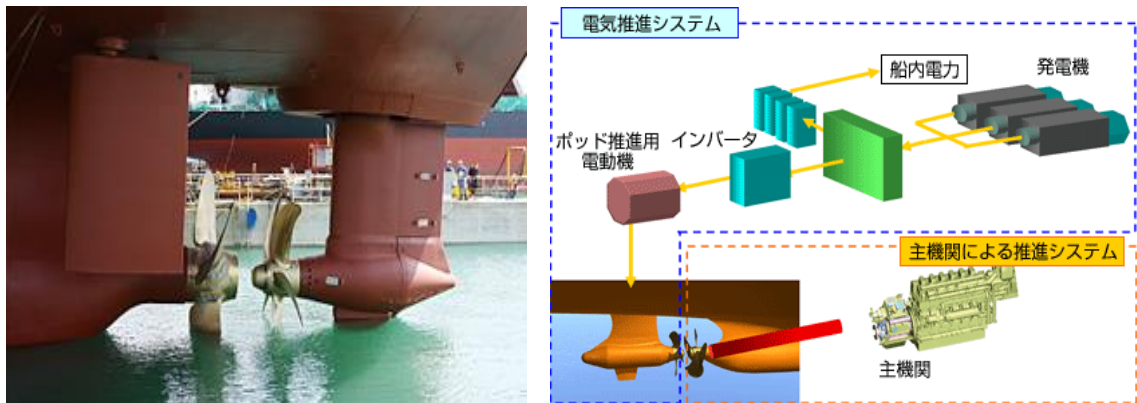 電気推進システム
船内電力
発電機
ポッド推進用
電動機
インバータ
主機関による推進システム
主機関